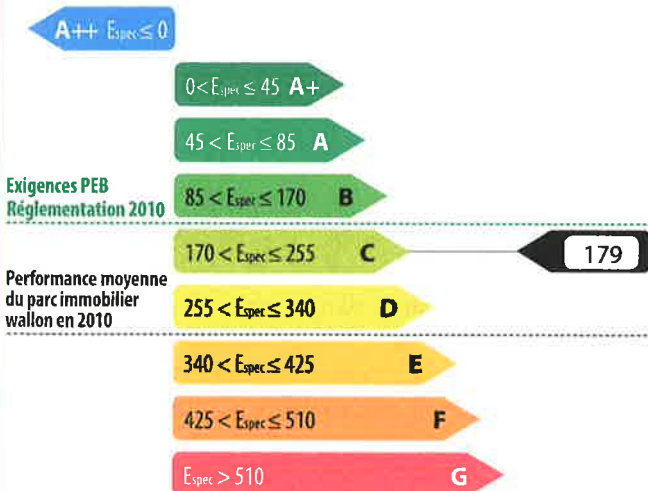 A++ Espec ≤ 0
0 < Espec ≤ 45 A+
45 < Espec ≤ 85 A
Exigences PEB
Réglementation 2010
85 < Espec ≤ 170 B
170 < Espec ≤ 255 C
179
Performance moyenne
du parc immobilier
wallon en 2010
255 < Espec ≤ 340 D
340 < Espec ≤ 425 E
425 < Espec ≤ 510 F
Espec > 510 G